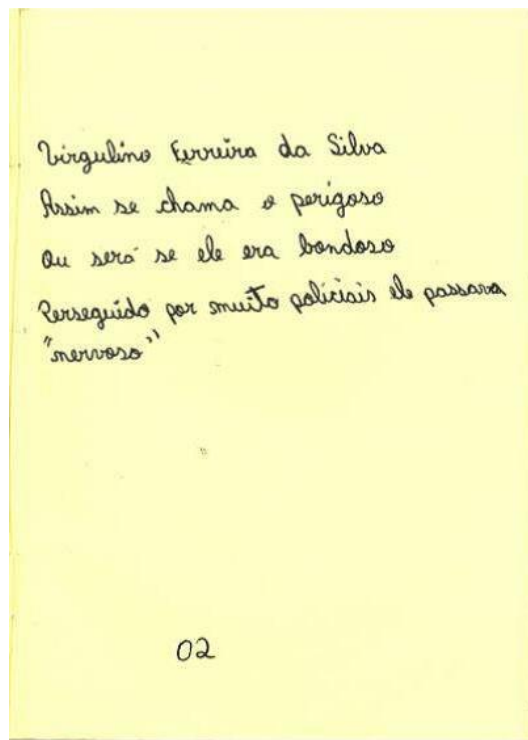 Virgulino Ferreira da Silva
Assim se chama o perigoso
Ou será se ele era bondoso
Perseguido por muito policiais ele passava
"nervoso"
02